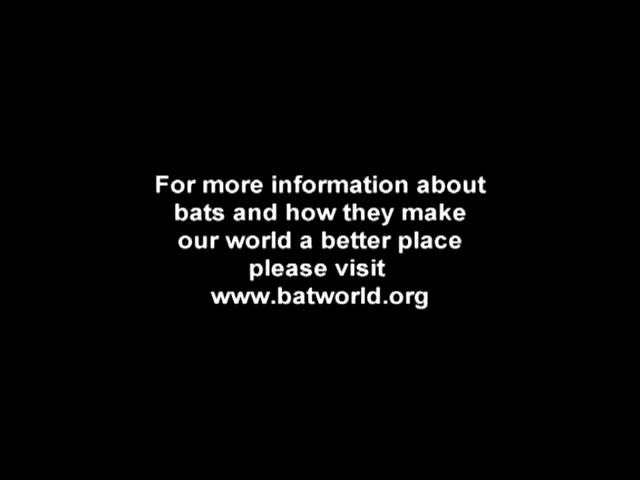 For more information about
bats and how they make
our world a better place
please visit
www.batworld.org